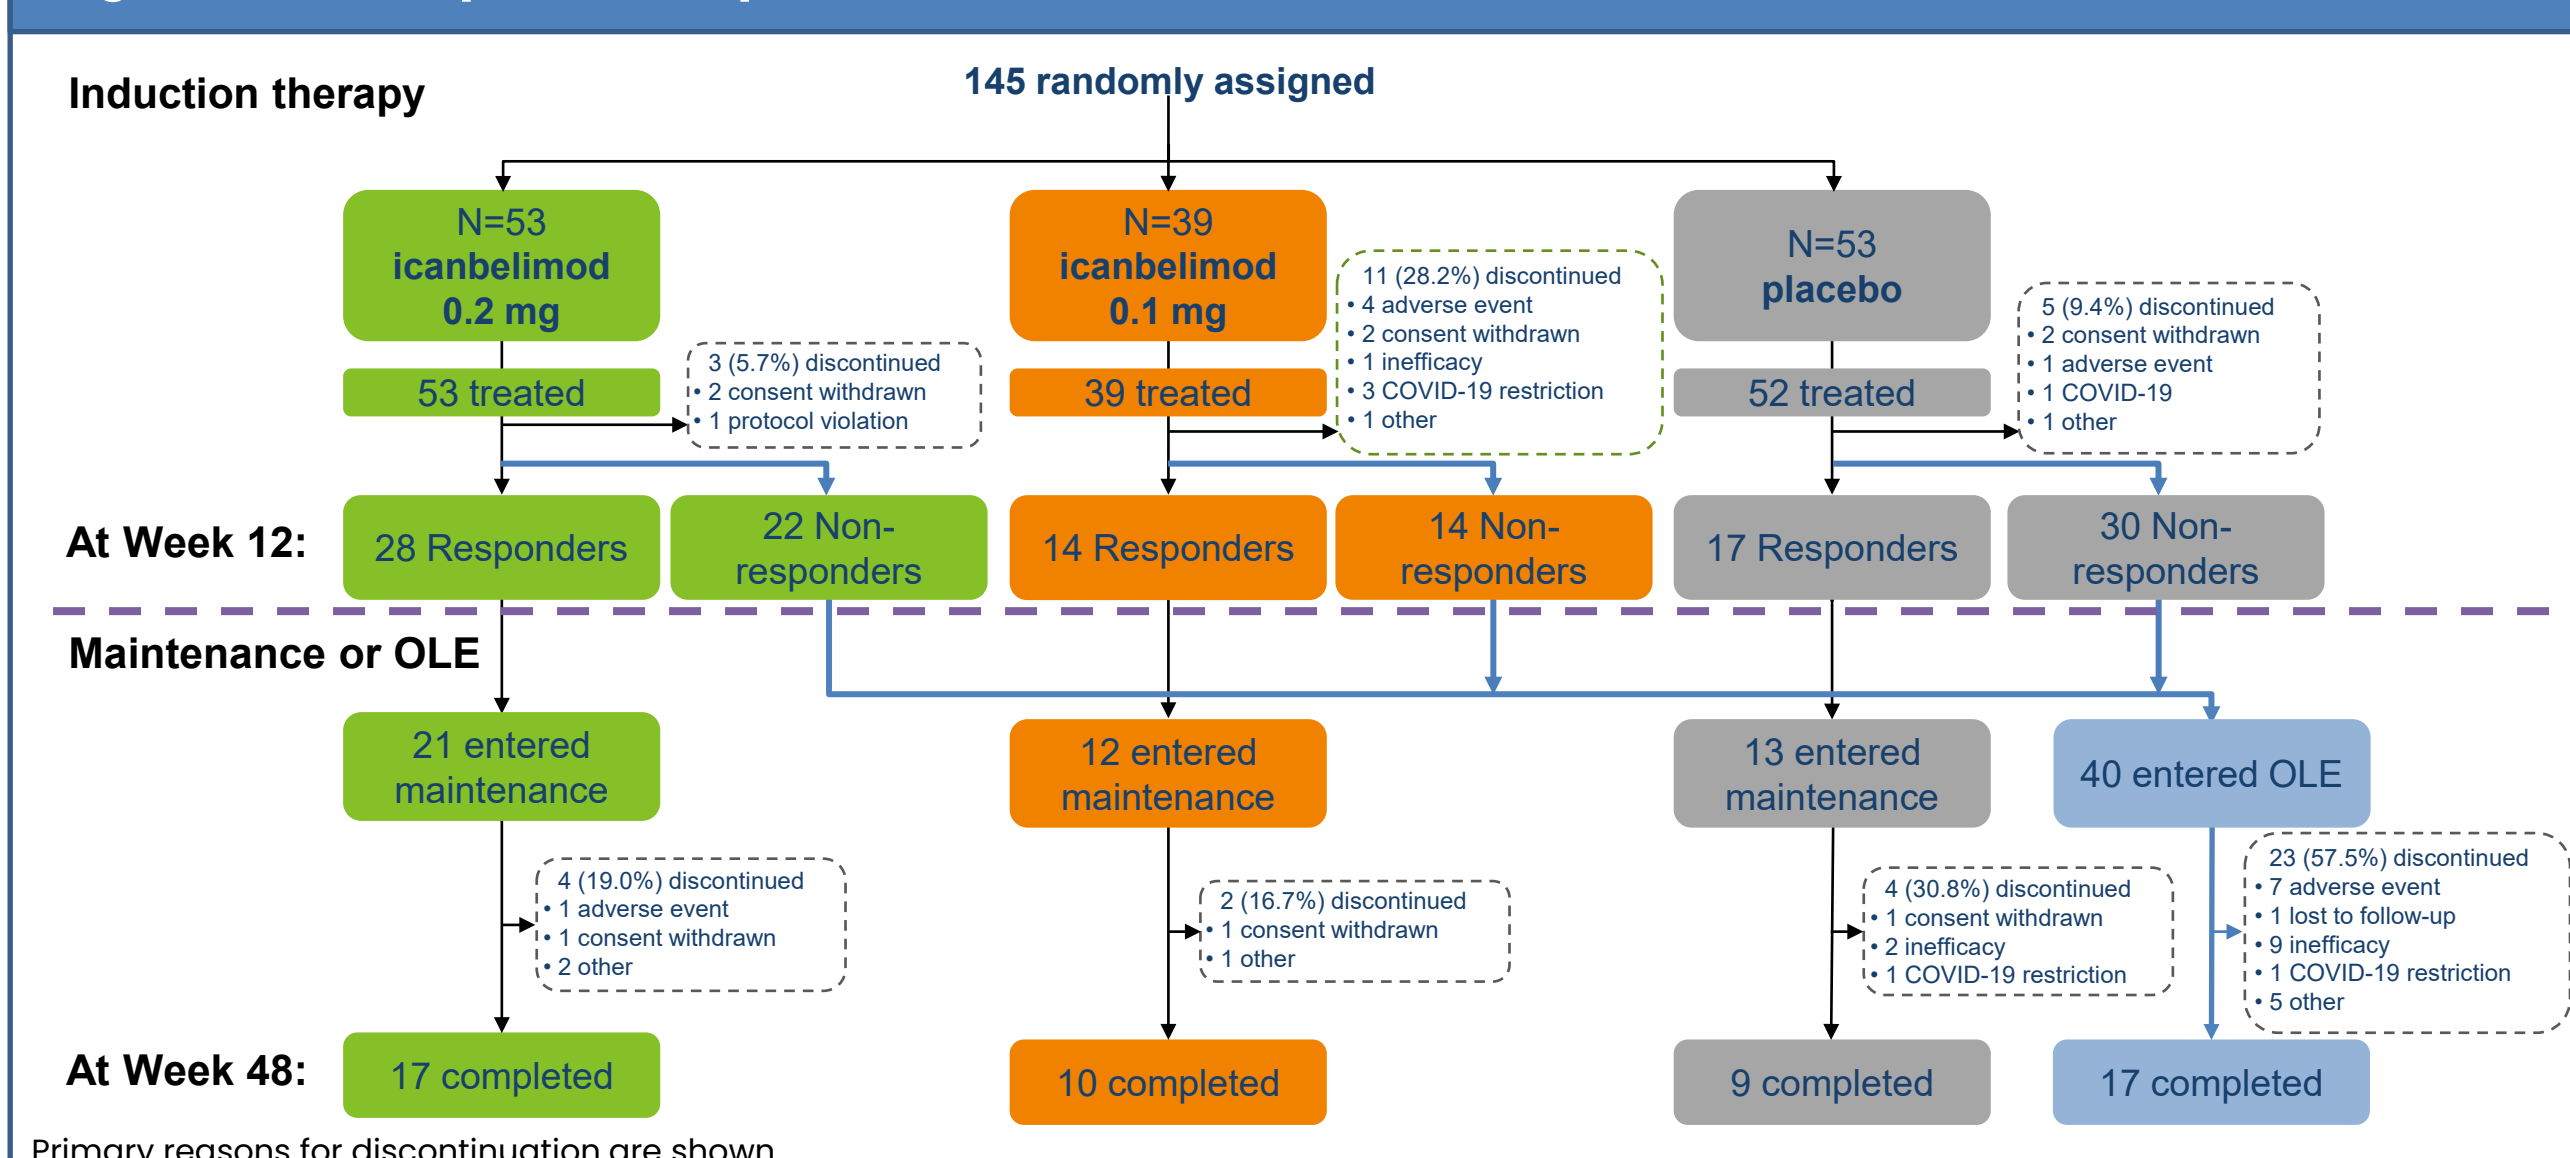 Induction therapy
145 randomly assigned
N=53
icanbelimod
0.2 mg
N=39
icanbelimod
0.1 mg
N=53
placebo
53 treated
3 (5.7%) discontinued
• 2 consent withdrawn
• 1 protocol violation
39 treated
11 (28.2%) discontinued
• 4 adverse event
• 2 consent withdrawn
• 1 inefficacy
• 3 COVID-19 restriction
• 1 other
52 treated
5 (9.4%) discontinued
• 2 consent withdrawn
• 1 adverse event
• 1 COVID-19
• 1 other
At Week 12:
28 Responders
22 Non-
responders
14 Responders
14 Non-
responders
17 Responders
30 Non-
responders
Maintenance or OLE
21 entered
maintenance
12 entered
maintenance
13 entered
maintenance
40 entered OLE
4 (19.0%) discontinued
• 1 adverse event
• 1 consent withdrawn
• 2 other
2 (16.7%) discontinued
• 1 consent withdrawn
• 1 other
4 (30.8%) discontinued
• 1 consent withdrawn
• 2 inefficacy
• 1 COVID-19 restriction
23 (57.5%) discontinued
• 7 adverse event
• 1 lost to follow-up
• 9 inefficacy
• 1 COVID-19 restriction
• 5 other
At Week 48:
17 completed
10 completed
9 completed
17 completed
Primary reasons for discontinuation are shown